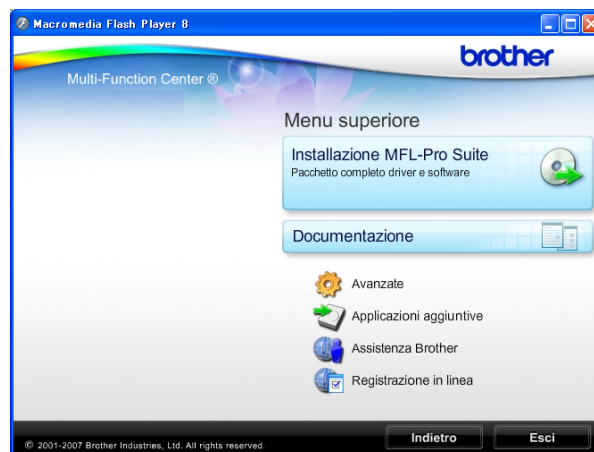 Macromedia Flash Player 8
brother
Multi-Function Center ®
Menu superiore
Installazione MFL-Pro Suite
Pacchetto completo driver e software
Documentazione
Avanzate
Applicazioni aggiuntive
Assistenza Brother
Registrazione in linea
© 2001-2007 Brother Industries, Ltd. All rights reserved.
Indietro
Esci